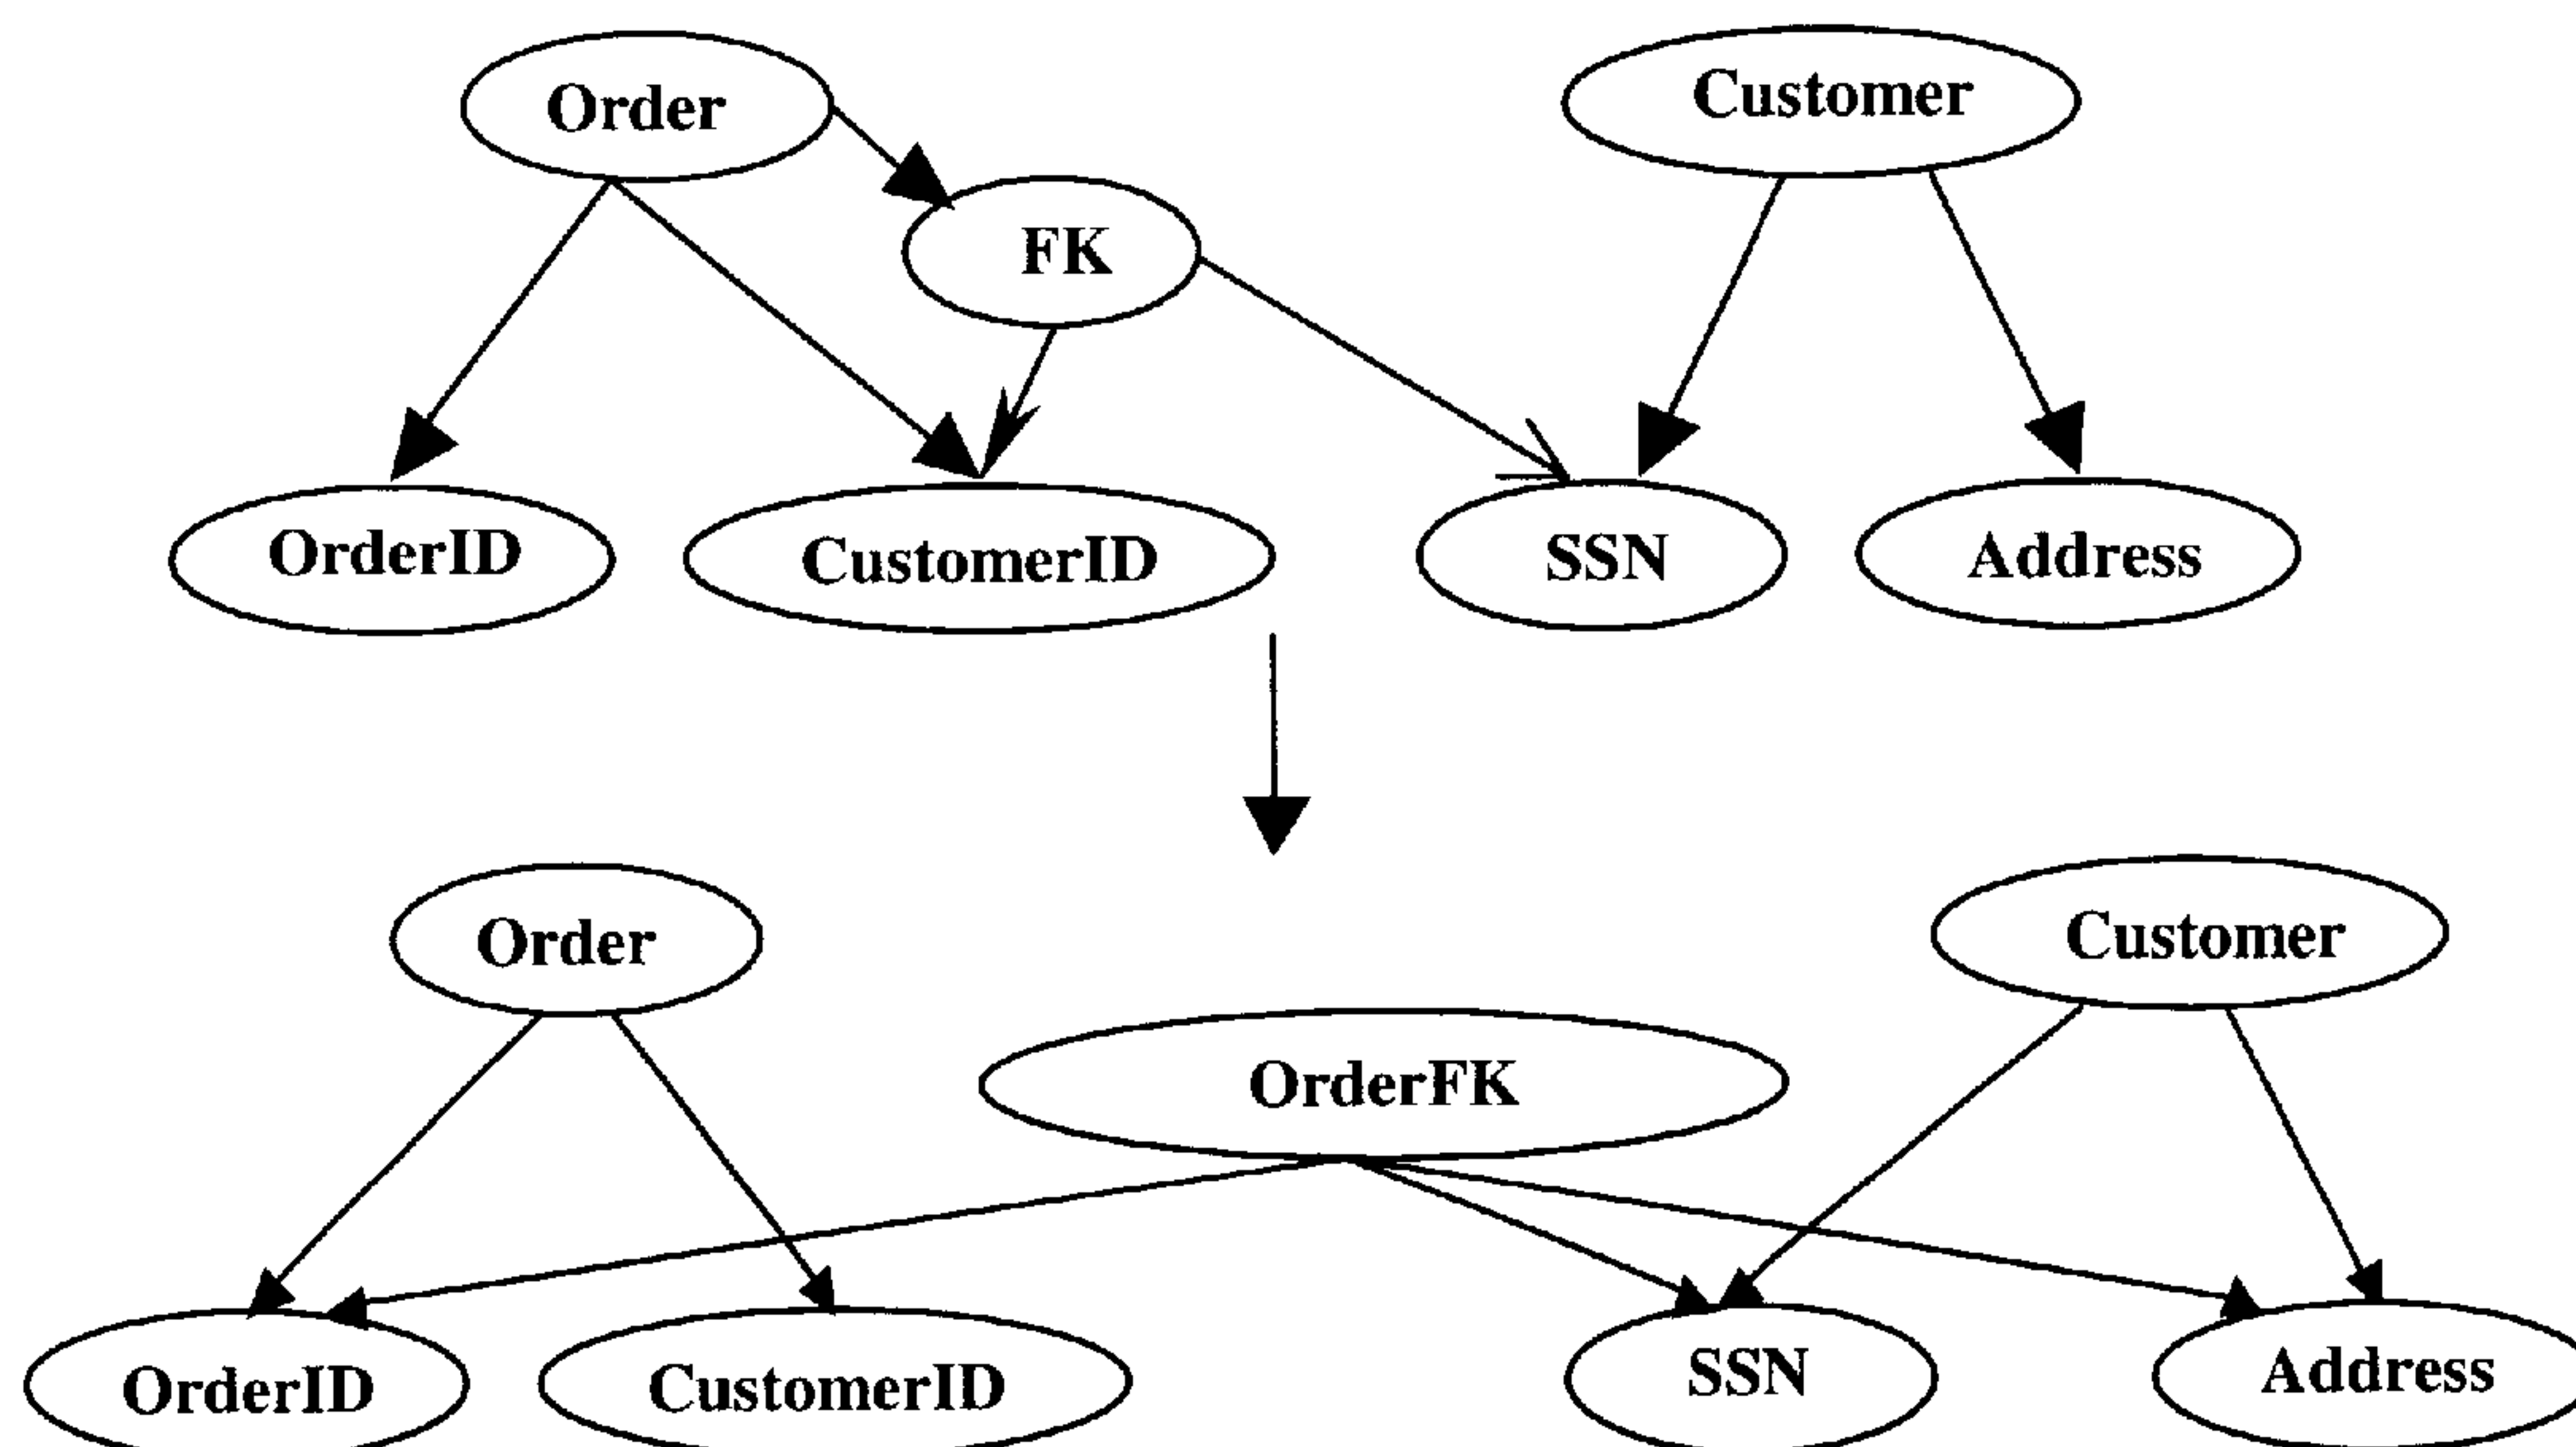 Order
Customer
FK
OrderID
CustomerID
SSN
Address
Order
Customer
OrderFK
OrderID
CustomerID
SSN
Address